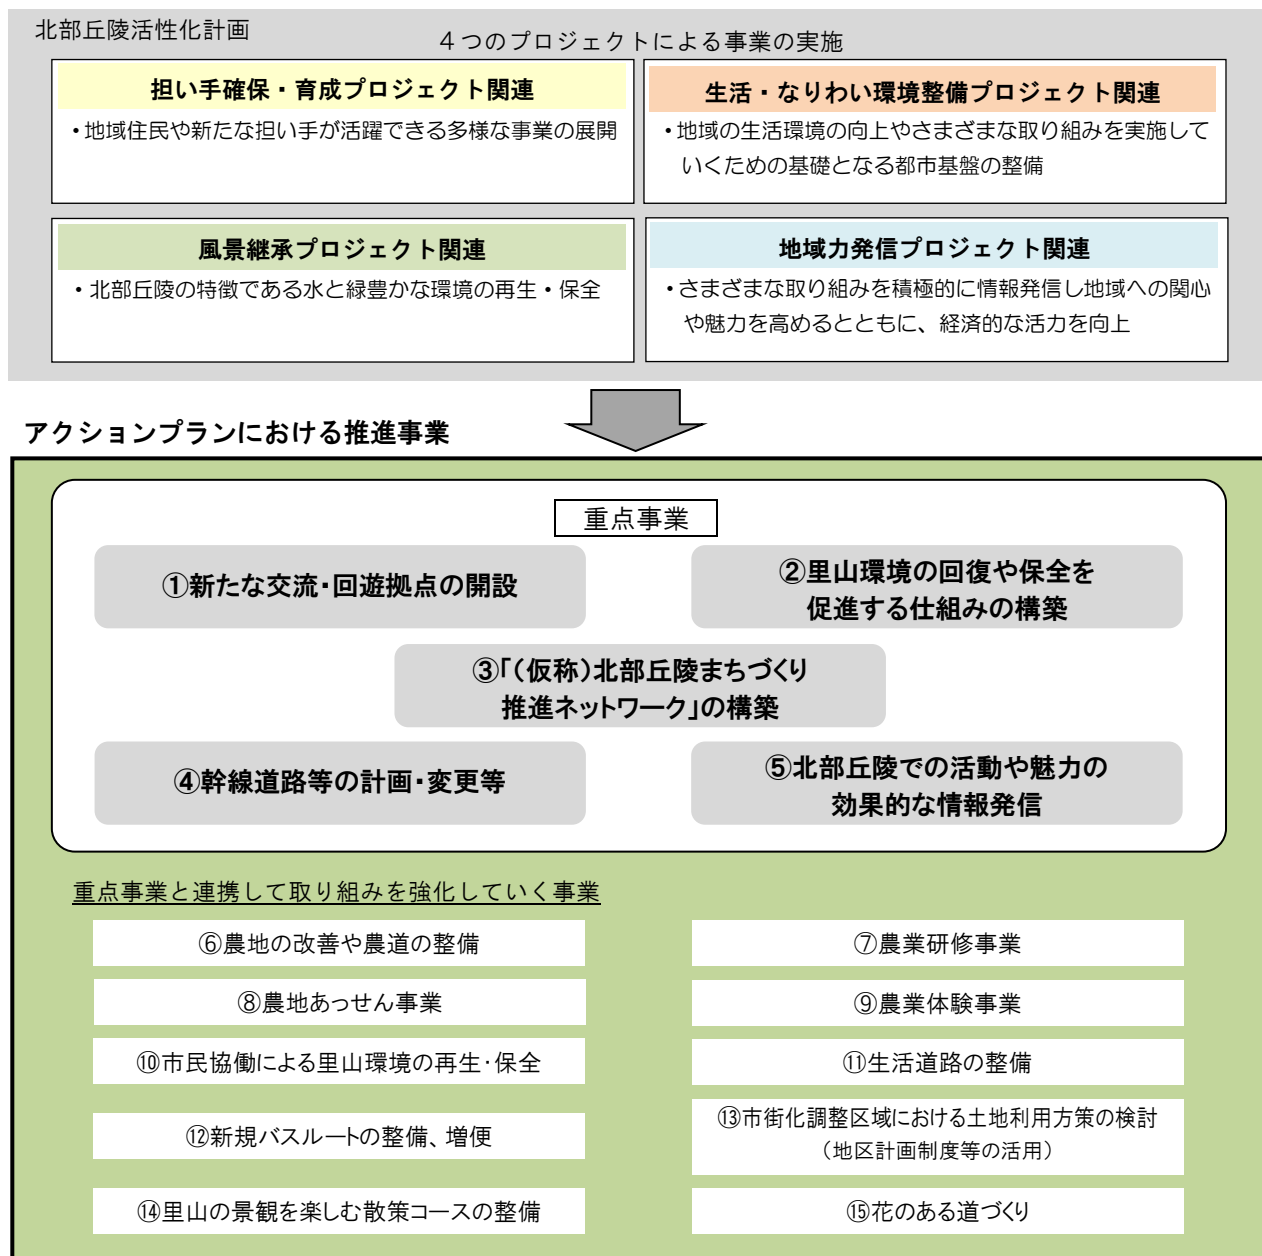 北部丘陵活性化計画
４つのプロジェクトによる事業の実施
担い手確保・育成プロジェクト関連
・地域住民や新たな担い手が活躍できる多様な事業の展開
生活・なりわい環境整備プロジェクト関連
・地域の生活環境の向上やさまざまな取り組みを実施して
いくための基礎となる都市基盤の整備
風景継承プロジェクト関連
・北部丘陵の特徴である水と緑豊かな環境の再生・保全
地域力発信プロジェクト関連
・さまざまな取り組みを積極的に情報発信し地域への関心
や魅力を高めるとともに、経済的な活力を向上
アクションプランにおける推進事業
重点事業
①新たな交流・回遊拠点の開設
②里山環境の回復や保全を
促進する仕組みの構築
③「（仮称）北部丘陵まちづくり
推進ネットワーク」の構築
④幹線道路等の計画・変更等
⑤北部丘陵での活動や魅力の
効果的な情報発信
重点事業と連携して取り組みを強化していく事業
⑥農地の改善や農道の整備
⑦農業研修事業
⑧農地あっせん事業
⑨農業体験事業
⑩市民協働による里山環境の再生・保全
⑪生活道路の整備
⑫新規バスルートの整備、増便
⑬市街化調整区域における土地利用方策の検討
（地区計画制度等の活用）
⑭里山の景観を楽しむ散策コースの整備
⑮花のある道づくり